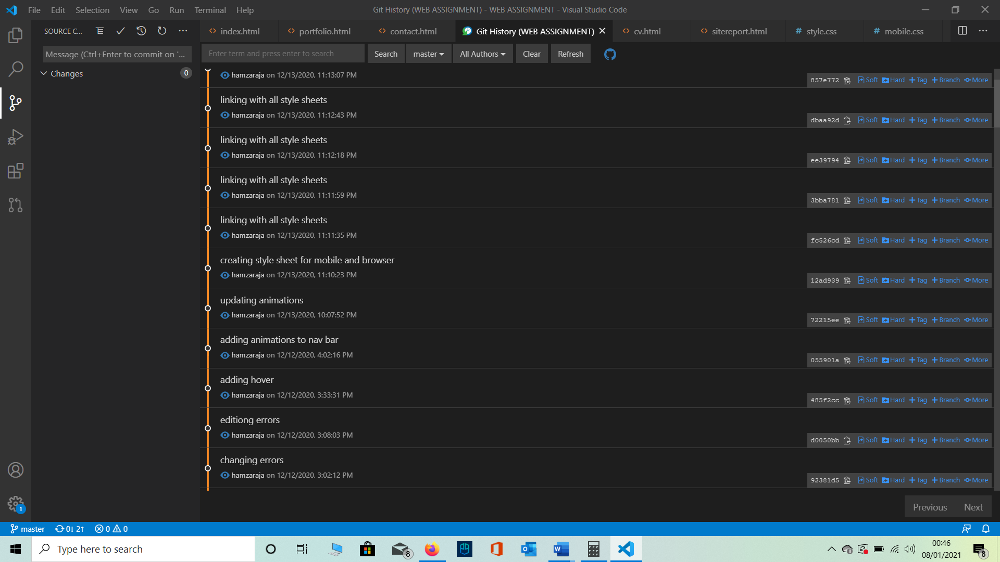 File Edit Selection View Go Run Terminal Help
Git History (WEB ASSIGNMENT) - WEB ASSIGNMENT - Visual Studio Code
SOURCE C...
index.html
portfolio.html
contact.html
Git History (WEB ASSIGNMENT)
cv.html
sitereport.html
# style.css
# mobile.css
Message (Ctrl+Enter to commit on '...
Enter term and press enter to search
Search
master
All Authors
Clear
Refresh
Changes
0
hamzaraja on 12/13/2020, 11:13:07 PM
857e772 Soft Hard Tag Branch More
linking with all style sheets
hamzaraja on 12/13/2020, 11:12:43 PM
dbaa92d Soft Hard Tag Branch More
linking with all style sheets
hamzaraja on 12/13/2020, 11:12:18 PM
ee39794 Soft Hard Tag Branch More
linking with all style sheets
hamzaraja on 12/13/2020, 11:11:59 PM
3bba781 Soft Hard Tag Branch More
linking with all style sheets
hamzaraja on 12/13/2020, 11:11:35 PM
fc526cd Soft Hard Tag Branch More
creating style sheet for mobile and browser
hamzaraja on 12/13/2020, 11:10:23 PM
12ad939 Soft Hard Tag Branch More
updating animations
hamzaraja on 12/13/2020, 10:07:52 PM
72215ee Soft Hard Tag Branch More
adding animations to nav bar
hamzaraja on 12/12/2020, 4:02:16 PM
055901a Soft Hard Tag Branch More
adding hover
hamzaraja on 12/12/2020, 3:33:31 PM
485f2cc Soft Hard Tag Branch More
editiong errors
hamzaraja on 12/12/2020, 3:08:03 PM
d0050bb Soft Hard Tag Branch More
changing errors
hamzaraja on 12/12/2020, 3:02:12 PM
92381d5 Soft Hard Tag Branch More
Previous Next
1
master 0↓ 2↑ 0 0
Type here to search
8
00:46
08/01/2021
8